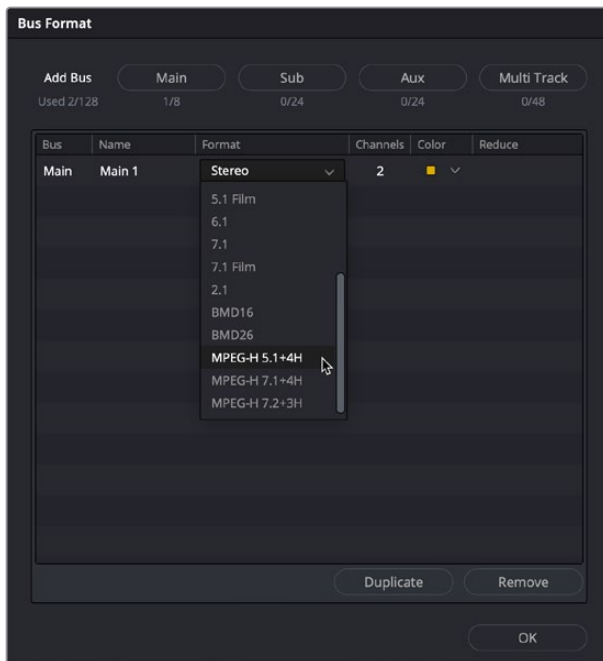 Bus Format
Add Bus Main Sub Aux Multi Track
Used 2/128 1/8 0/24 0/24 0/48
Bus Name Format Channels Color Reduce
Main Main 1 Stereo 2
5.1 Film
6.1
7.1
7.1 Film
2.1
BMD16
BMD26
MPEG-H 5.1+4H
MPEG-H 7.1+4H
MPEG-H 7.2+3H
Duplicate Remove
OK